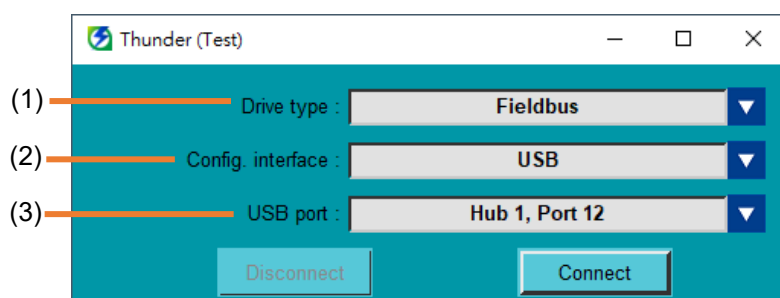 Thunder (Test)
(1) Drive type : Fieldbus
(2) Config. interface : USB
(3) USB port : Hub 1, Port 12
Disconnect Connect